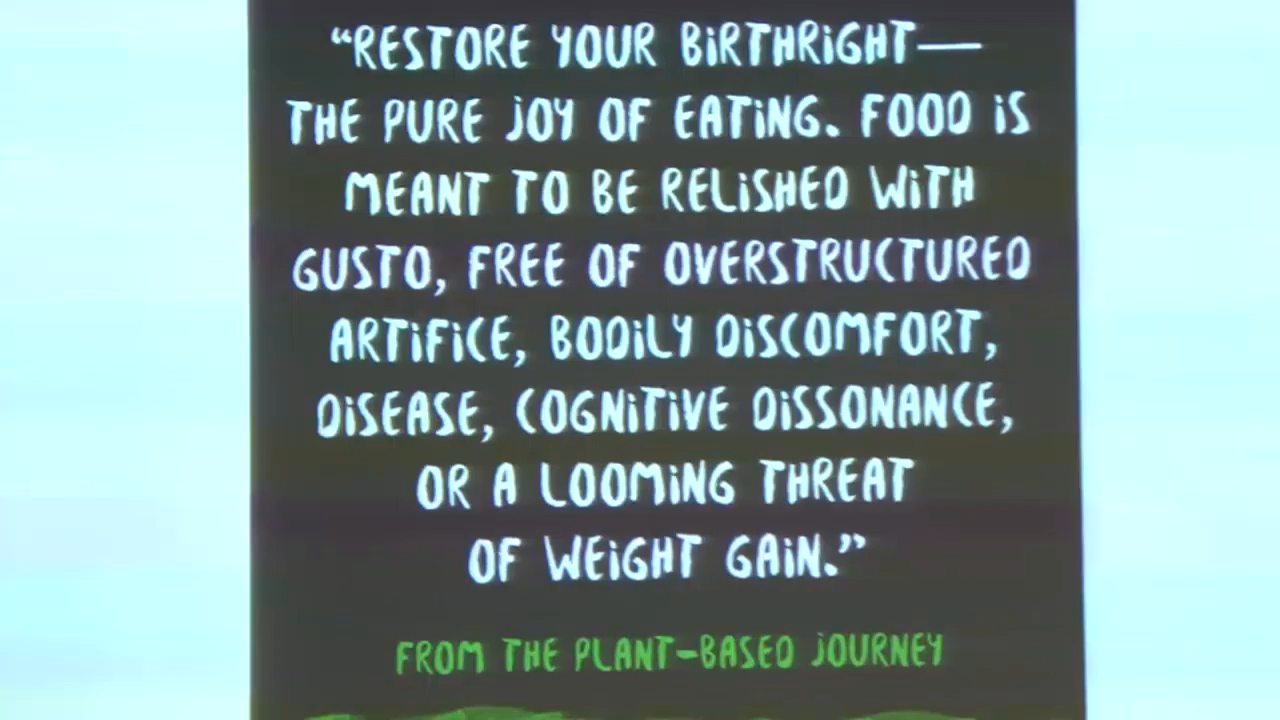 “RESTORE YOUR BIRTHRIGHT—
THE PURE JOY OF EATING. FOOD IS
MEANT TO BE RELISHED WITH
GUSTO, FREE OF OVERSTRUCTURED
ARTIFICE, BODILY DISCOMFORT,
DISEASE, COGNITIVE DISSONANCE,
OR A LOOMING THREAT
OF WEIGHT GAIN.”
FROM THE PLANT-BASED JOURNEY